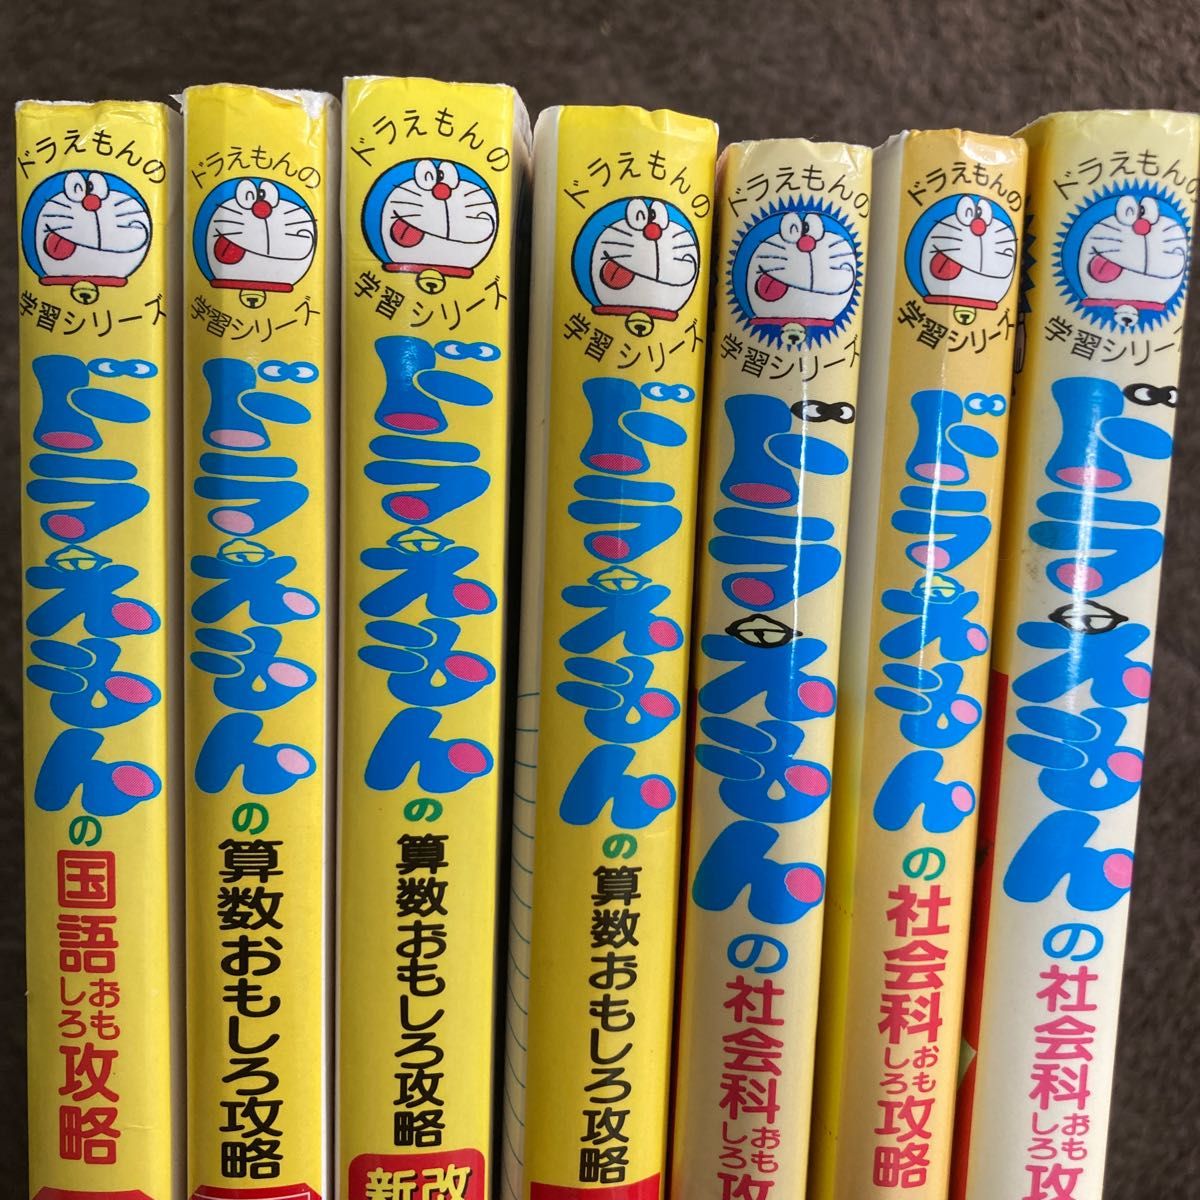 ドラえもんの
学習シリーズ
ドラえもんの国語おもしろ攻略
ドラえもんの
学習シリーズ
ドラえもんの算数おもしろ攻略
ドラえもんの
学習シリーズ
ドラえもんの算数おもしろ攻略
改
新
ドラえもんの
学習シリーズ
ドラえもんの算数おもしろ攻略
ドラえもんの
学習シリーズ
ドラえもんの社会科おもしろ攻
ドラえもんの
学習シリーズ
ドラえもんの社会科おもしろ攻略
ドラえもんの
学習シリーズ
ドラえもんの社会科おもしろ攻